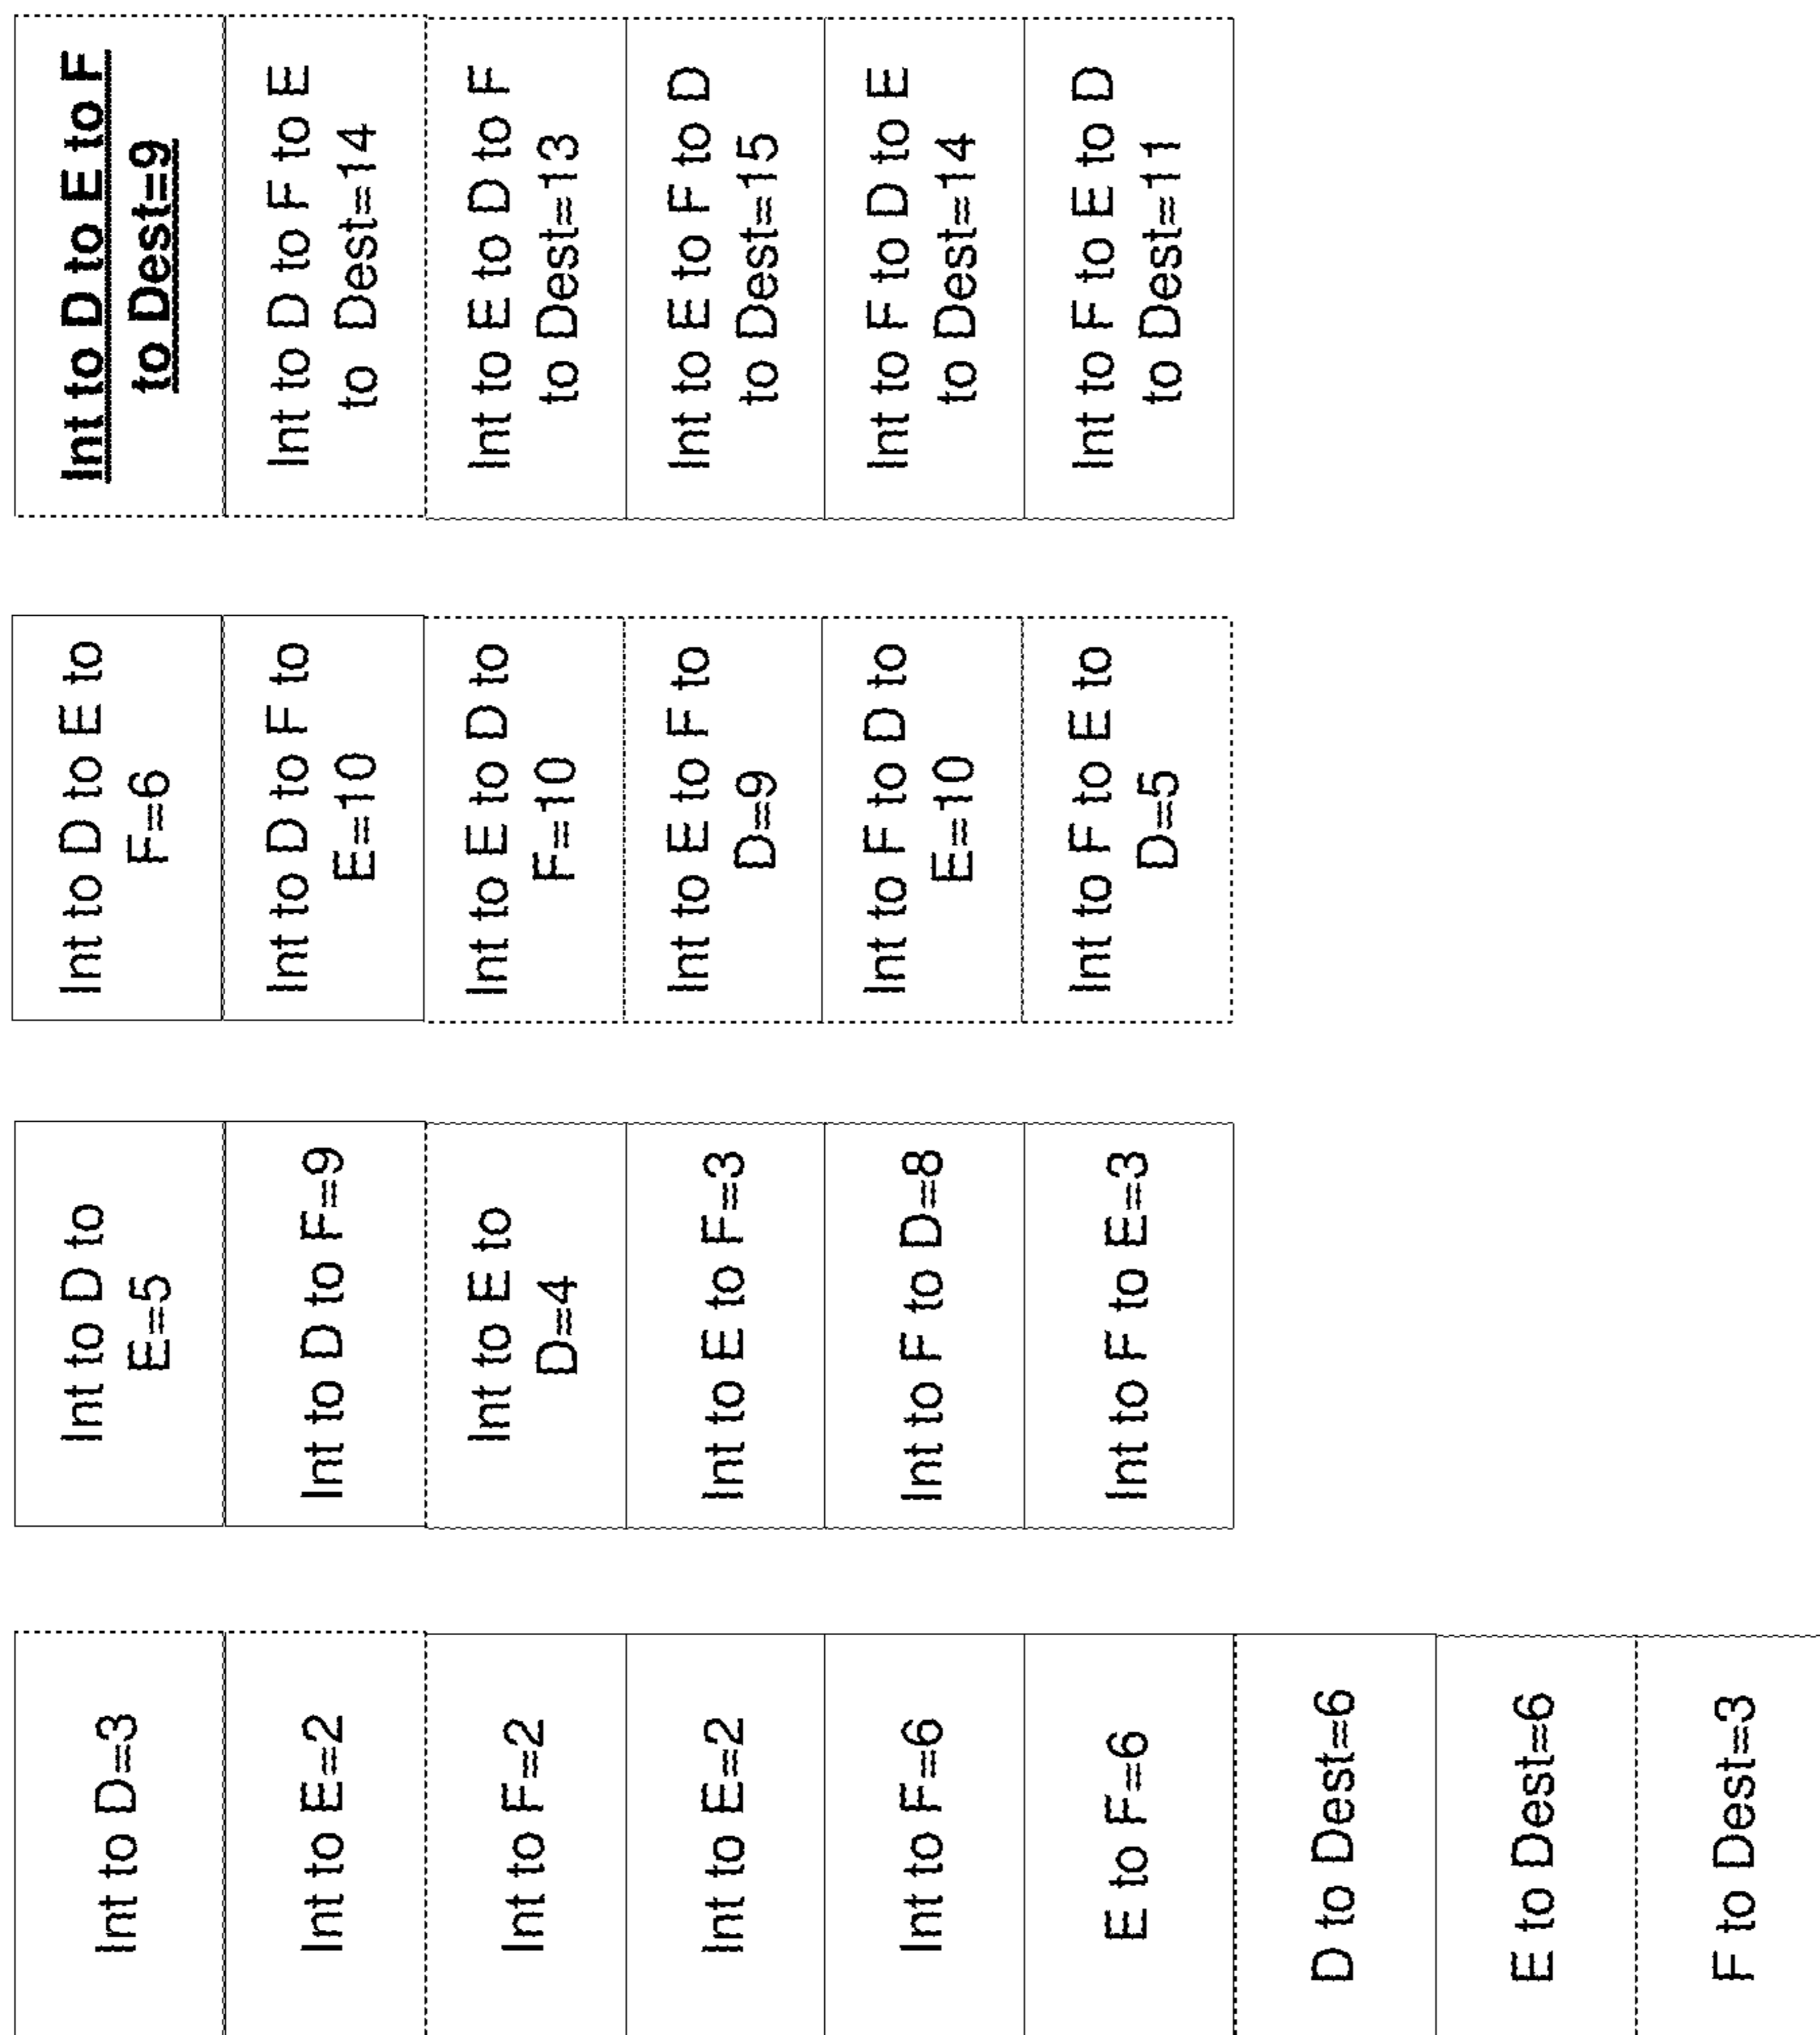 Int to D=3
Int to E=2
Int to F=2
Int to E=2
Int to F=6
E to F=6
D to Dest=6
E to Dest=6
F to Dest=3
Int to D to
E=5
Int to D to F=9
Int to E to
D=4
Int to E to F=3
Int to F to D=8
Int to F to E=3
Int to D to E to
F=6
Int to D to F to
E=10
Int to E to D to
F=10
Int to E to F to
D=9
Int to F to D to
E=10
Int to F to E to
D=5
Int to D to E to F
to Dest=9
Int to D to F to E
to Dest=14
Int to E to D to F
to Dest=13
Int to E to F to D
to Dest=15
Int to F to D to E
to Dest=14
Int to F to E to D
to Dest=11